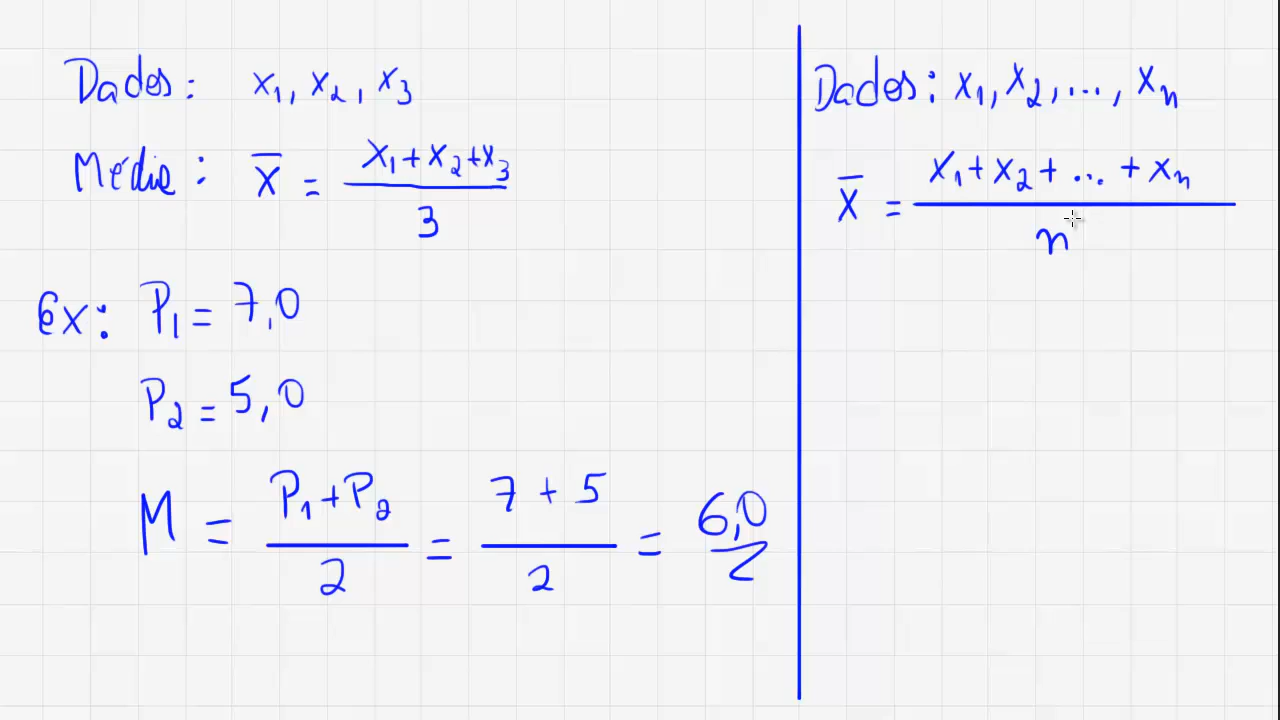 Dados: x₁, x₂, x₃
Média: x̄ = (x₁ + x₂ + x₃) / 3
Ex: P₁ = 7,0
P₂ = 5,0
M = (P₁ + P₂) / 2 = (7 + 5) / 2 = 6,0
Dados: x₁, x₂, ..., xₙ
x̄ = (x₁ + x₂ + ... + xₙ) / n